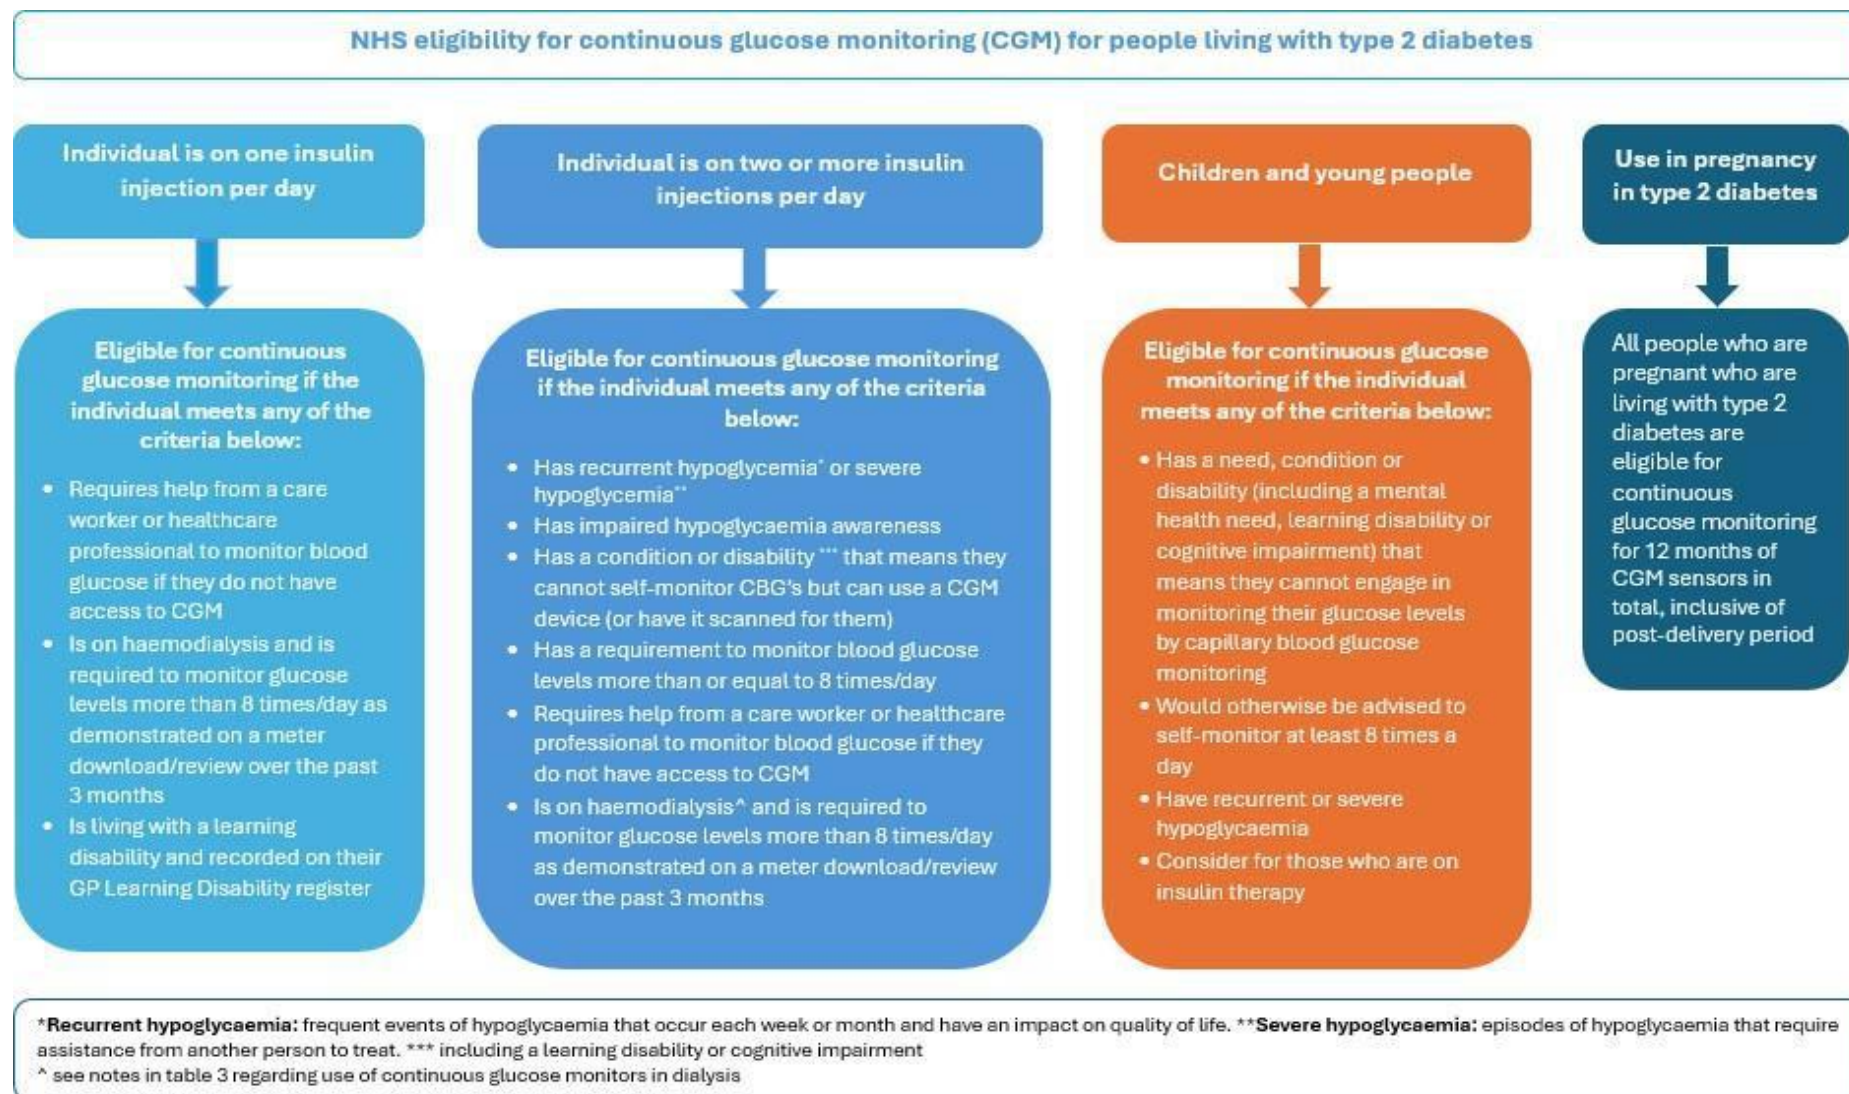 NHS eligibility for continuous glucose monitoring (CGM) for people living with type 2 diabetes
Individual is on one insulin
injection per day
Eligible for continuous
glucose monitoring if the
individual meets any of the
criteria below:
• Requires help from a care
worker or healthcare
professional to monitor blood
glucose if they do not have
access to CGM
• Is on haemodialysis and is
required to monitor glucose
levels more than 8 times/day as
demonstrated on a meter
download/review over the past
3 months
• Is living with a learning
disability and recorded on their
GP Learning Disability register
Individual is on two or more insulin
injections per day
Eligible for continuous glucose monitoring
if the individual meets any of the criteria
below:
• Has recurrent hypoglycemia* or severe
hypoglycemia**
• Has impaired hypoglycaemia awareness
• Has a condition or disability *** that means they
cannot self-monitor CBG's but can use a CGM
device (or have it scanned for them)
• Has a requirement to monitor blood glucose
levels more than or equal to 8 times/day
• Requires help from a care worker or healthcare
professional to monitor blood glucose if they
do not have access to CGM
• Is on haemodialysis^ and is required to
monitor glucose levels more than 8 times/day
as demonstrated on a meter download/review
over the past 3 months
Children and young people
Eligible for continuous glucose
monitoring if the individual
meets any of the criteria below:
• Has a need, condition or
disability (including a mental
health need, learning disability or
cognitive impairment) that
means they cannot engage in
monitoring their glucose levels
by capillary blood glucose
monitoring
• Would otherwise be advised to
self-monitor at least 8 times a
day
• Have recurrent or severe
hypoglycaemia
• Consider for those who are on
insulin therapy
Use in pregnancy
in type 2 diabetes
All people who are
pregnant who are
living with type 2
diabetes are
eligible for
continuous
glucose monitoring
for 12 months of
CGM sensors in
total, inclusive of
post-delivery period
*Recurrent hypoglycaemia: frequent events of hypoglycaemia that occur each week or month and have an impact on quality of life. **Severe hypoglycaemia: episodes of hypoglycaemia that require
assistance from another person to treat. *** including a learning disability or cognitive impairment
^ see notes in table 3 regarding use of continuous glucose monitors in dialysis